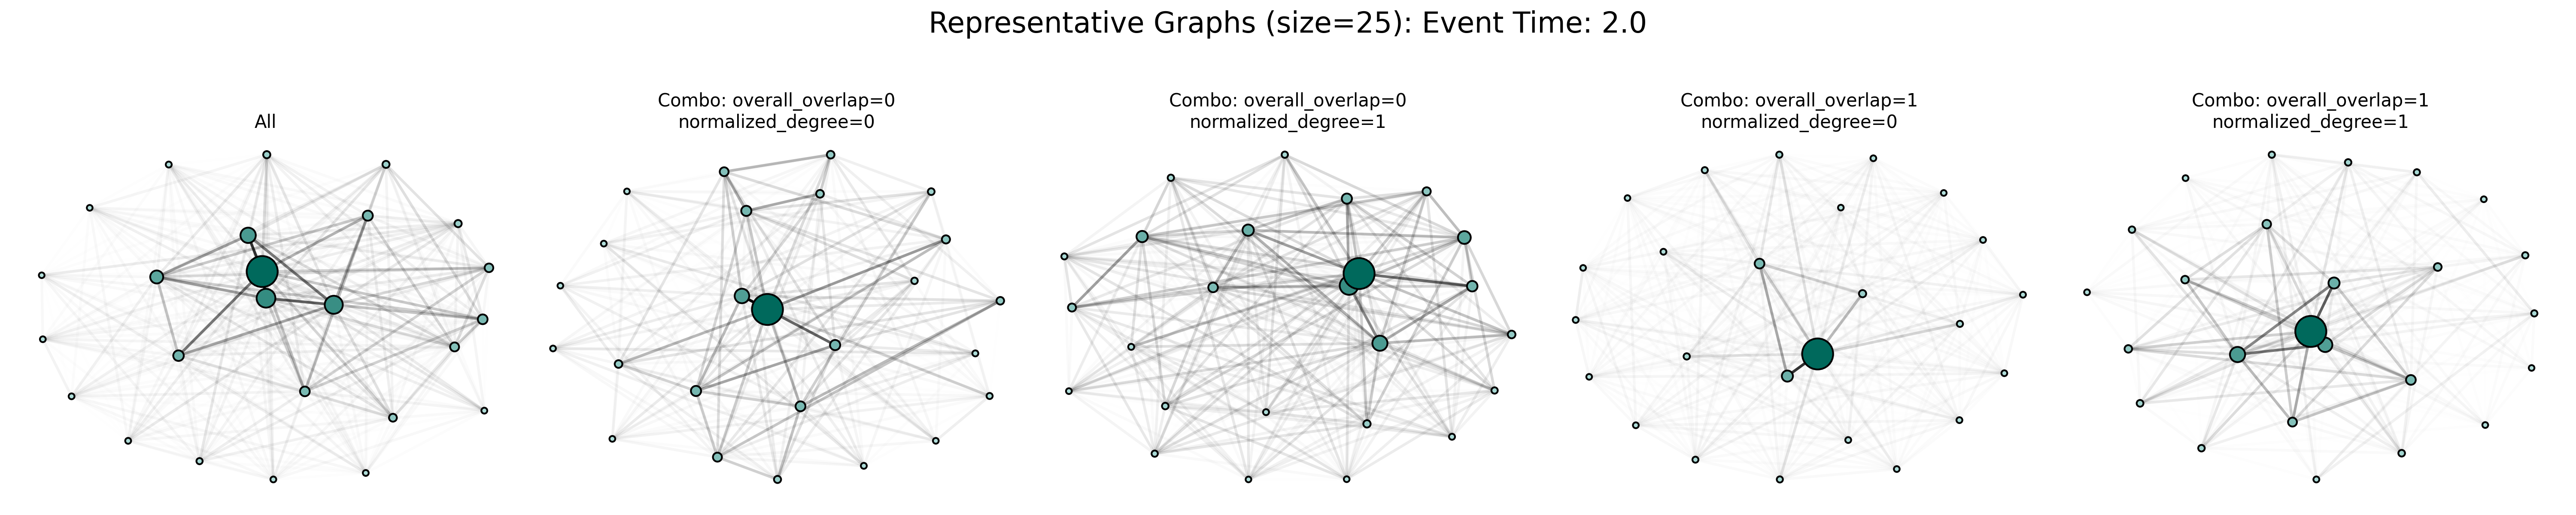 Representative Graphs (size=25): Event Time: 2.0
All
Combo: overall_overlap=0
normalized_degree=0
Combo: overall_overlap=0
normalized_degree=1
Combo: overall_overlap=1
normalized_degree=0
Combo: overall_overlap=1
normalized_degree=1